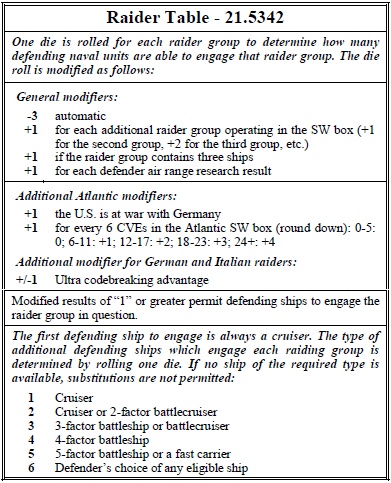 Raider Table - 21.5342
One die is rolled for each raider group to determine how many
defending naval units are able to engage that raider group. The die
roll is modified as follows:
General modifiers:
-3 automatic
+1 for each additional raider group operating in the SW box (+1
for the second group, +2 for the third group, etc.)
+1 if the raider group contains three ships
+1 for each defender air range research result
Additional Atlantic modifiers:
+1 the U.S. is at war with Germany
+1 for every 6 CVEs in the Atlantic SW box (round down): 0-5:
0; 6-11: +1; 12-17: +2; 18-23: +3; 24+: +4
Additional modifier for German and Italian raiders:
+/-1 Ultra codebreaking advantage
Modified results of “1” or greater permit defending ships to engage the
raider group in question.
The first defending ship to engage is always a cruiser. The type of
additional defending ships which engage each raiding group is
determined by rolling one die. If no ship of the required type is
available, substitutions are not permitted:
1 Cruiser
2 Cruiser or 2-factor battlecruiser
3 3-factor battleship or battlecruiser
4 4-factor battleship
5 5-factor battleship or a fast carrier
6 Defender’s choice of any eligible ship